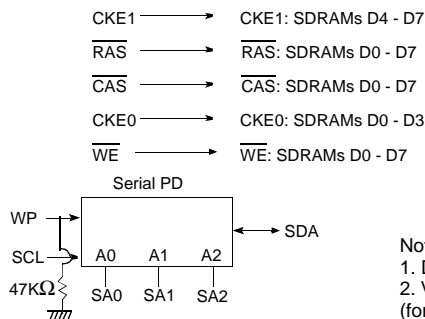 CKE1 CKE1: SDRAMs D4 - D7
RAS RAS: SDRAMs D0 - D7
CAS CAS: SDRAMs D0 - D7
CKE0 CKE0: SDRAMs D0 - D3
WE WE: SDRAMs D0 - D7
Serial PD
WP
SDA
SCL A0 A1 A2
47KΩ SA0 SA1 SA2
1.
2.
(for